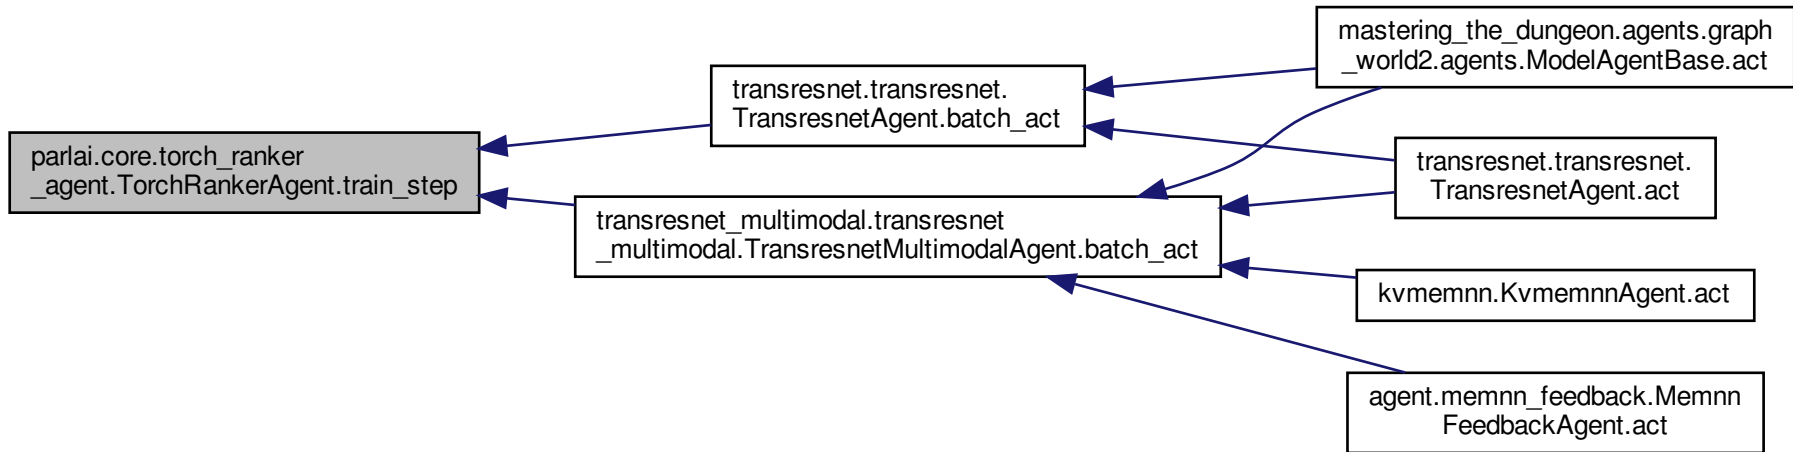 parlai.core.torch_ranker
_agent.TorchRankerAgent.train_step
transresnet.transresnet.
TransresnetAgent.batch_act
transresnet_multimodal.transresnet
_multimodal.TransresnetMultimodalAgent.batch_act
mastering_the_dungeon.agents.graph
_world2.agents.ModelAgentBase.act
transresnet.transresnet.
TransresnetAgent.act
kvmemnn.KvmemnnAgent.act
agent.memnn_feedback.Memnn
FeedbackAgent.act